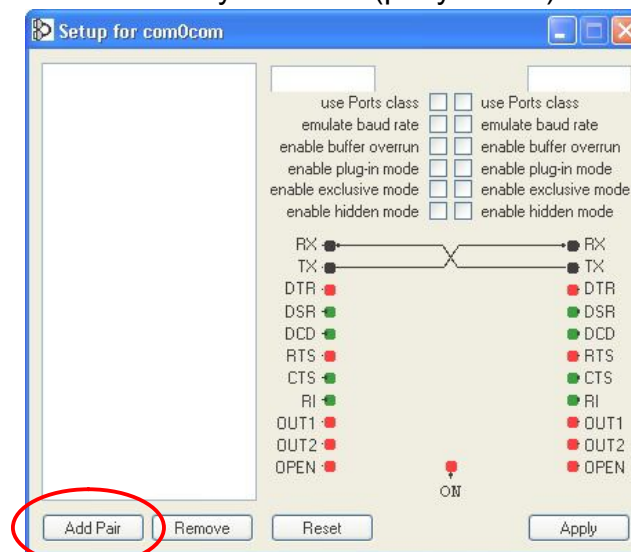 Setup for com0com
use Ports class use Ports class
emulate baud rate emulate baud rate
enable buffer overrun enable buffer overrun
enable plug-in mode enable plug-in mode
enable exclusive mode enable exclusive mode
enable hidden mode enable hidden mode
RX RX
TX TX
DTR DTR
DSR DSR
DCD DCD
RTS RTS
CTS CTS
RI RI
OUT1 OUT1
OUT2 OUT2
OPEN OPEN
ON
Add Pair Remove Reset Apply